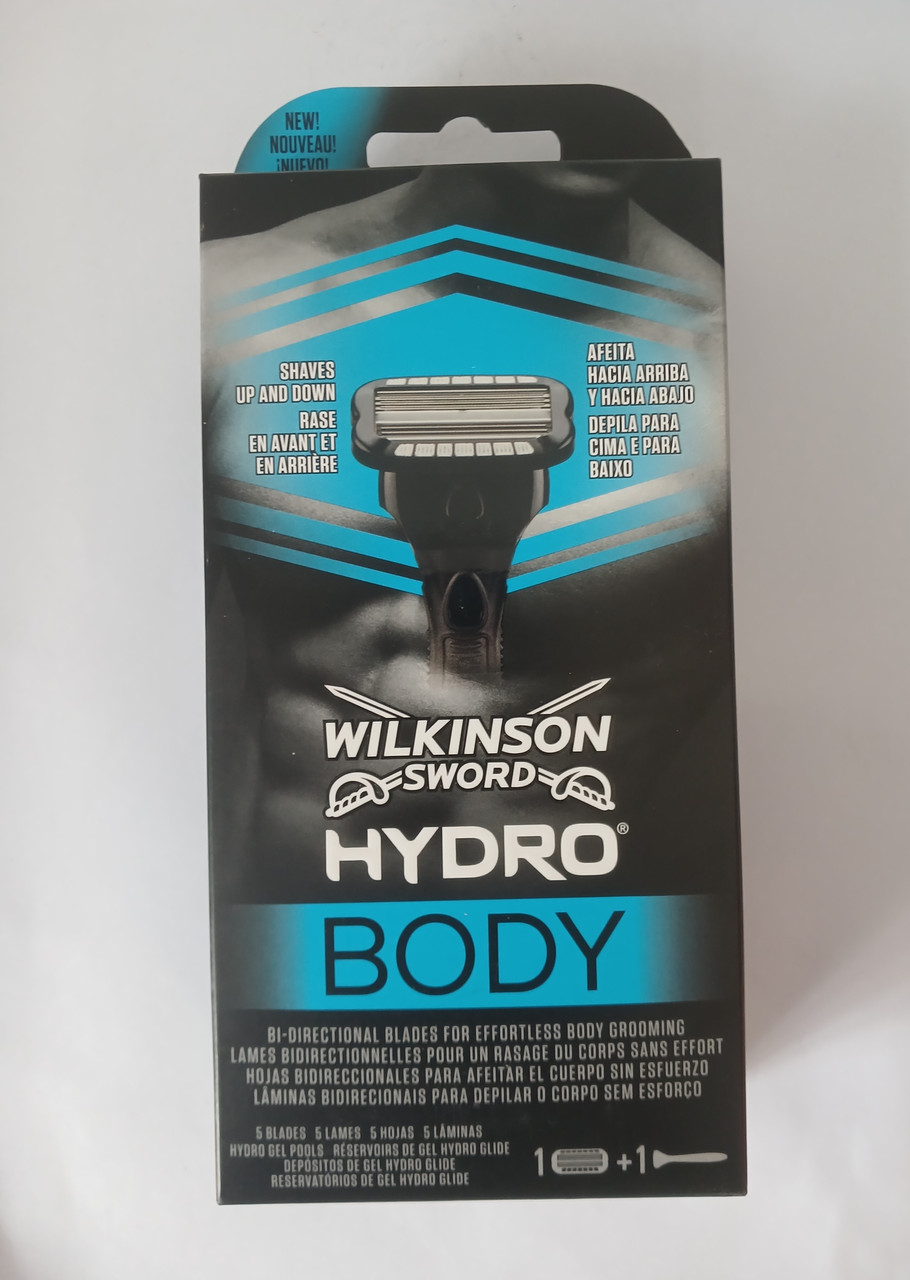 NEW!
NOUVEAU!
¡NUEVO!
SHAVES
UP AND DOWN
RASE
EN AVANT ET
EN ARRIÈRE
AFEITA
HACIA ARRIBA
Y HACIA ABAJO
DEPILA PARA
CIMA E PARA
BAIXO
WILKINSON
SWORD
HYDRO®
BODY
BI-DIRECTIONAL BLADES FOR EFFORTLESS BODY GROOMING
LAMES BIDIRECTIONNELLES POUR UN RASAGE DU CORPS SANS EFFORT
HOJAS BIDIRECCIONALES PARA AFEITAR EL CUERPO SIN ESFUERZO
LÂMINAS BIDIRECIONAIS PARA DEPILAR O CORPO SEM ESFORÇO
5 BLADES 5 LAMES 5 HOJAS 5 LÂMINAS
HYDRO GEL POOLS RÉSERVOIRS DE GEL HYDRO GLIDE
DEPÓSITOS DE GEL HYDRO GLIDE
RESERVATÓRIOS DE GEL HYDRO GLIDE
1 +1